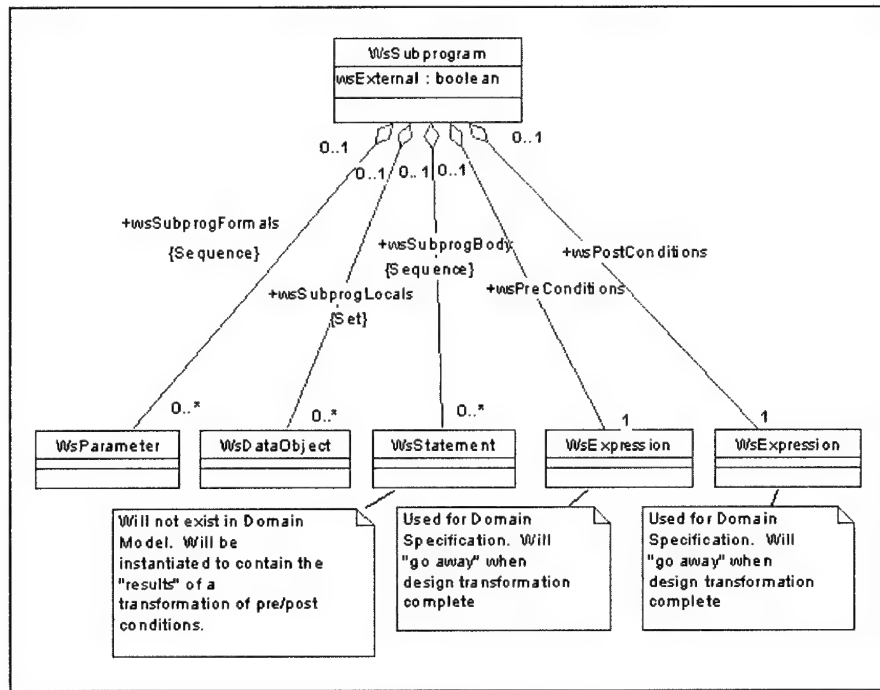 WsSubprogram
wsExternal : boolean
0..1
0..1
0..1
0..1
0..1
+wsSubprogFormals
{Sequence}
+wsSubprogBody
{Sequence}
+wsPostConditions
+wsSubprogLocals
{Set}
+wsPreConditions
0..*
0..*
0..*
1
1
WsParameter
WsDataObject
WsStatement
WsExpression
WsExpression
Will not exist in Domain
Model. Will be
instantiated to contain the
"results" of a
transformation of pre/post
conditions.
Used for Domain
Specification. Will
"go away" when
design transformation
complete
Used for Domain
Specification. Will
"go away" when
design transformation
complete